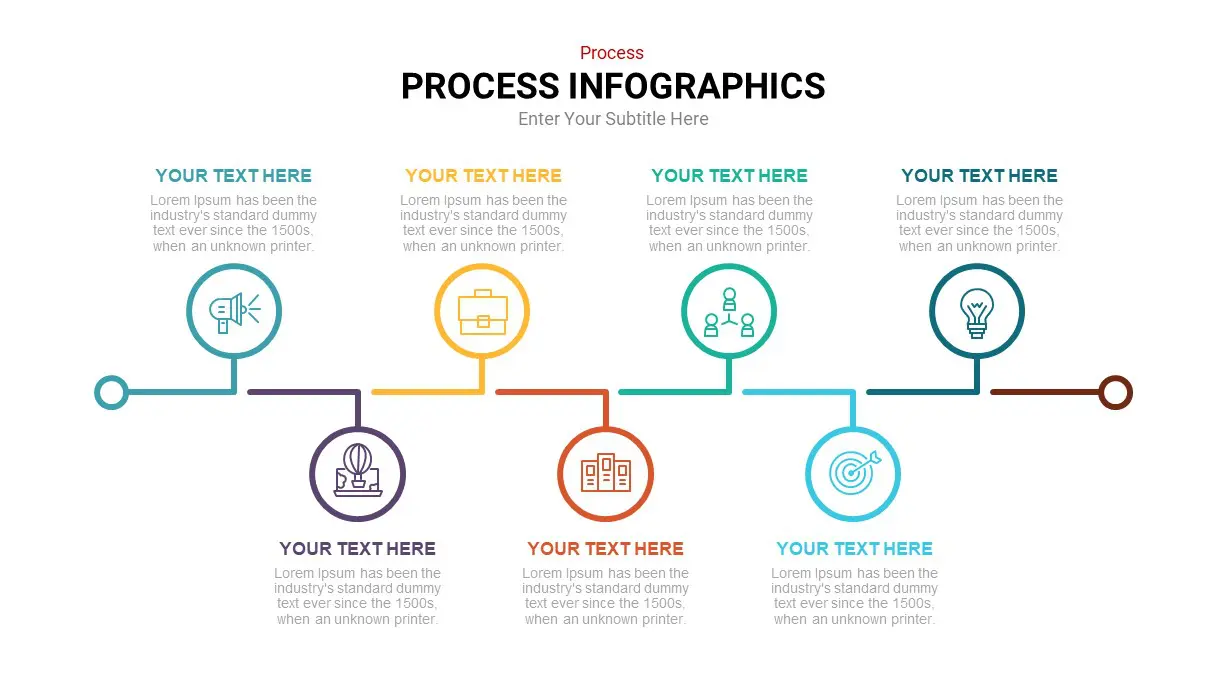 Process
PROCESS INFOGRAPHICS
Enter Your Subtitle Here
YOUR TEXT HERE
Lorem Ipsum has been the
industry's standard dummy
text ever since the 1500s,
when an unknown printer.
YOUR TEXT HERE
Lorem Ipsum has been the
industry's standard dummy
text ever since the 1500s,
when an unknown printer.
YOUR TEXT HERE
Lorem Ipsum has been the
industry's standard dummy
text ever since the 1500s,
when an unknown printer.
YOUR TEXT HERE
Lorem Ipsum has been the
industry's standard dummy
text ever since the 1500s,
when an unknown printer.
YOUR TEXT HERE
Lorem Ipsum has been the
industry's standard dummy
text ever since the 1500s,
when an unknown printer.
YOUR TEXT HERE
Lorem Ipsum has been the
industry's standard dummy
text ever since the 1500s,
when an unknown printer.
YOUR TEXT HERE
Lorem Ipsum has been the
industry's standard dummy
text ever since the 1500s,
when an unknown printer.